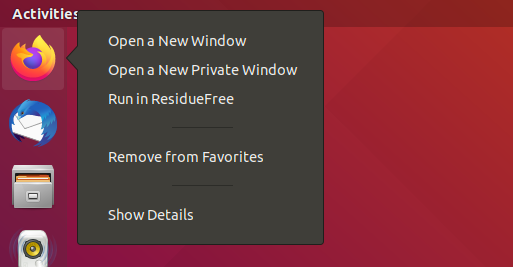 Activities
Open a New Window
Open a New Private Window
Run in ResidueFree
Remove from Favorites
Show Details